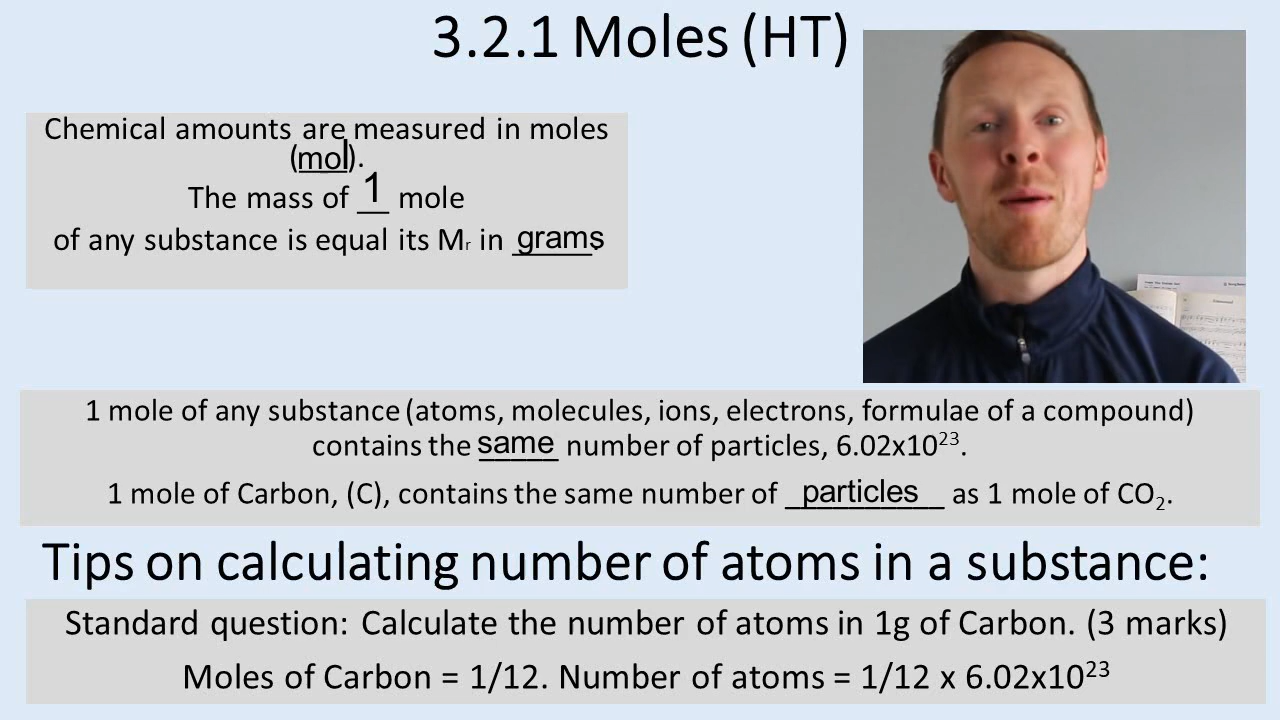 3.2.1 Moles (HT)
Chemical amounts are measured in moles
(mol).
The mass of 1 mole
of any substance is equal its Mr in grams
1 mole of any substance (atoms, molecules, ions, electrons, formulae of a compound)
contains the same number of particles, 6.02x10²³.
1 mole of Carbon, (C), contains the same number of particles as 1 mole of CO₂.
Tips on calculating number of atoms in a substance:
Standard question: Calculate the number of atoms in 1g of Carbon. (3 marks)
Moles of Carbon = 1/12. Number of atoms = 1/12 x 6.02x10²³